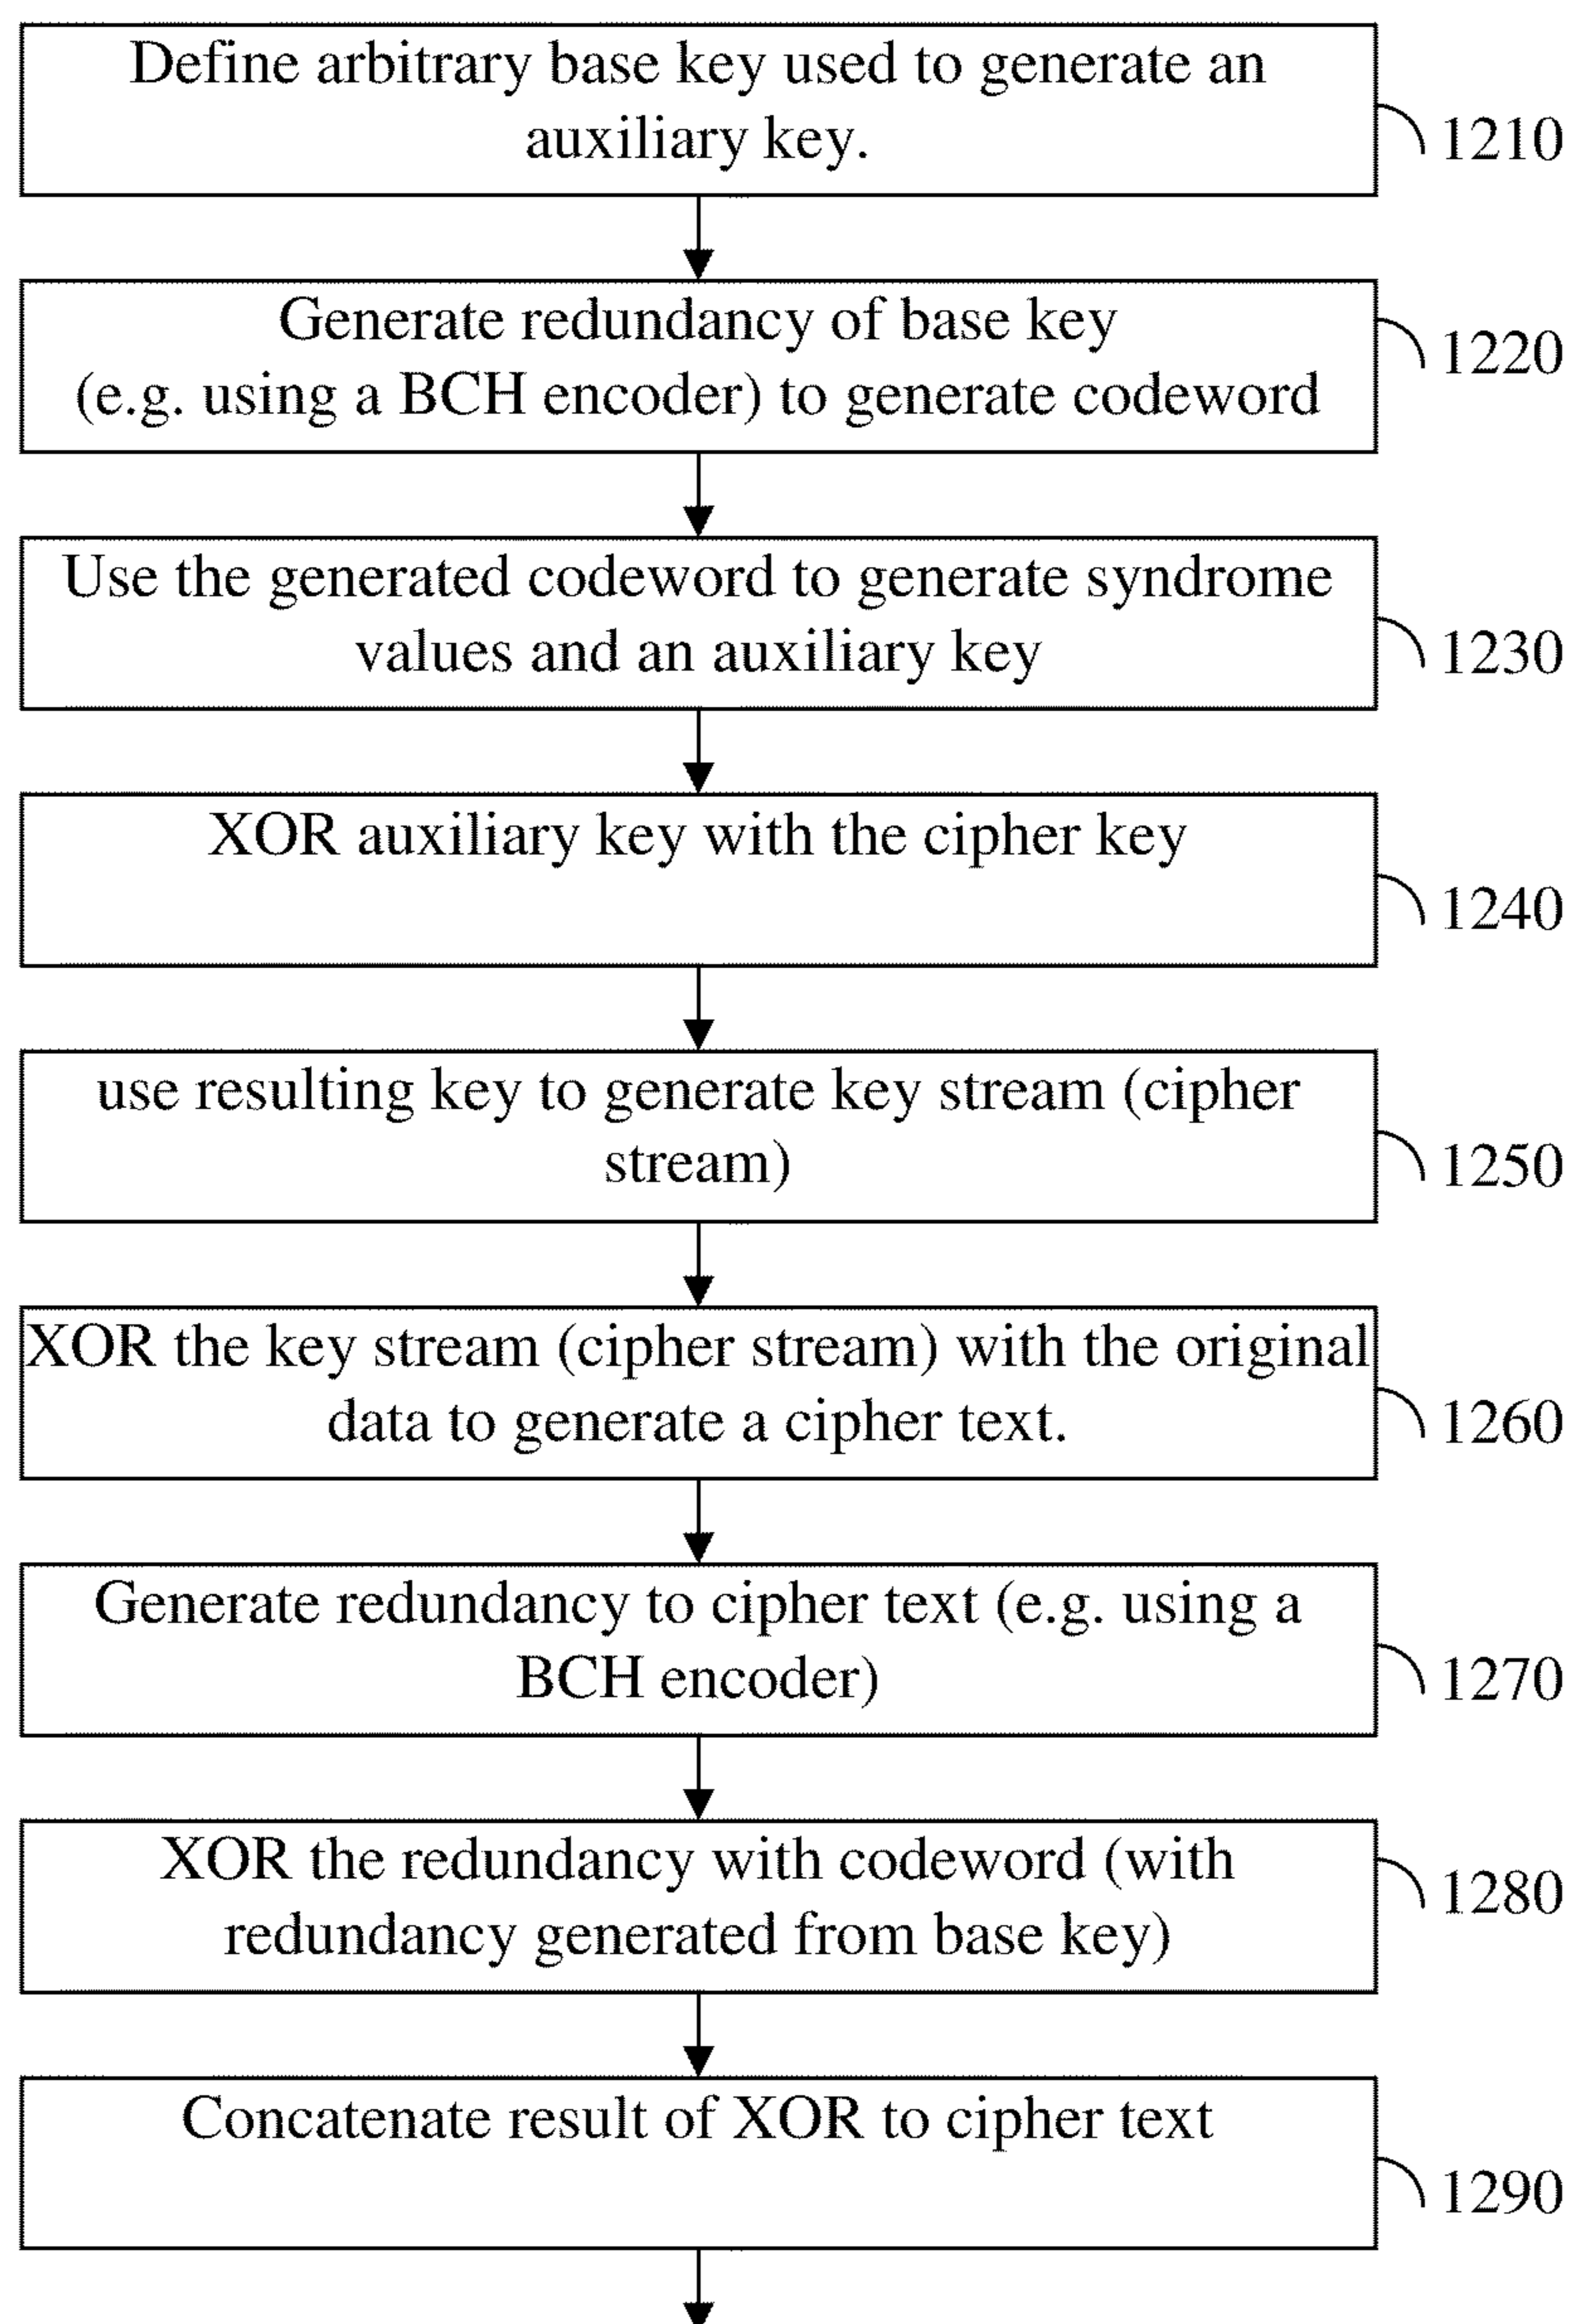 Define arbitrary base key used to generate an
auxiliary key.
1210
Generate redundancy of base key
(e.g. using a BCH encoder) to generate codeword
1220
Use the generated codeword to generate syndrome
values and an auxiliary key
1230
XOR auxiliary key with the cipher key
1240
use resulting key to generate key stream (cipher
stream)
1250
XOR the key stream (cipher stream) with the original
data to generate a cipher text.
1260
Generate redundancy to cipher text (e.g. using a
BCH encoder)
1270
XOR the redundancy with codeword (with
redundancy generated from base key)
1280
Concatenate result of XOR to cipher text
1290